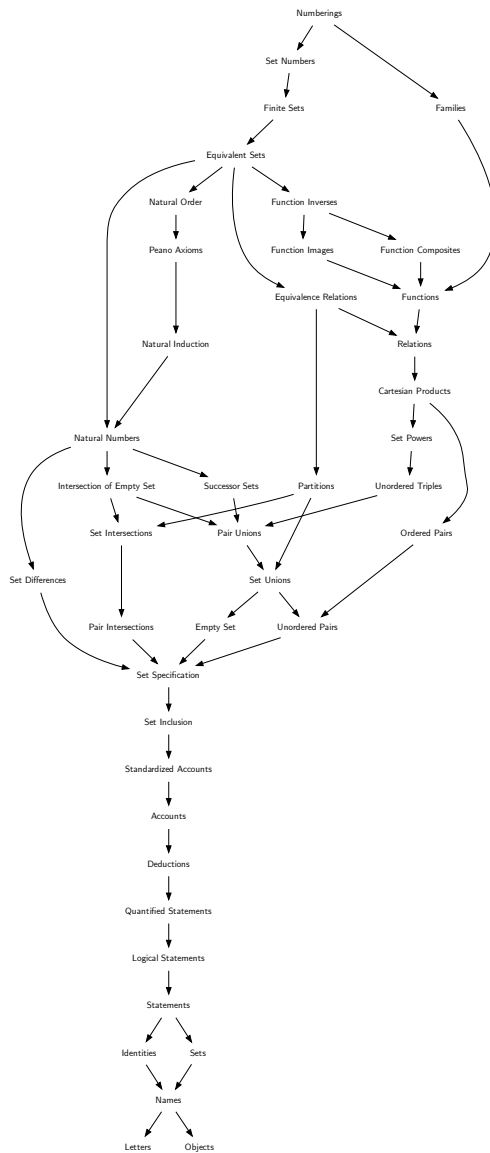 Numberings
Set Numbers
Finite Sets
Families
Equivalent Sets
Natural Order
Function Inverses
Peano Axioms
Function Images
Function Composites
Equivalence Relations
Functions
Natural Induction
Relations
Cartesian Products
Natural Numbers
Set Powers
Intersection of Empty Set
Successor Sets
Partitions
Unordered Triples
Set Intersections
Pair Unions
Ordered Pairs
Set Differences
Set Unions
Pair Intersections
Empty Set
Unordered Pairs
Set Specification
Set Inclusion
Standardized Accounts
Accounts
Deductions
Quantified Statements
Logical Statements
Statements
Identities
Sets
Names
Letters
Objects